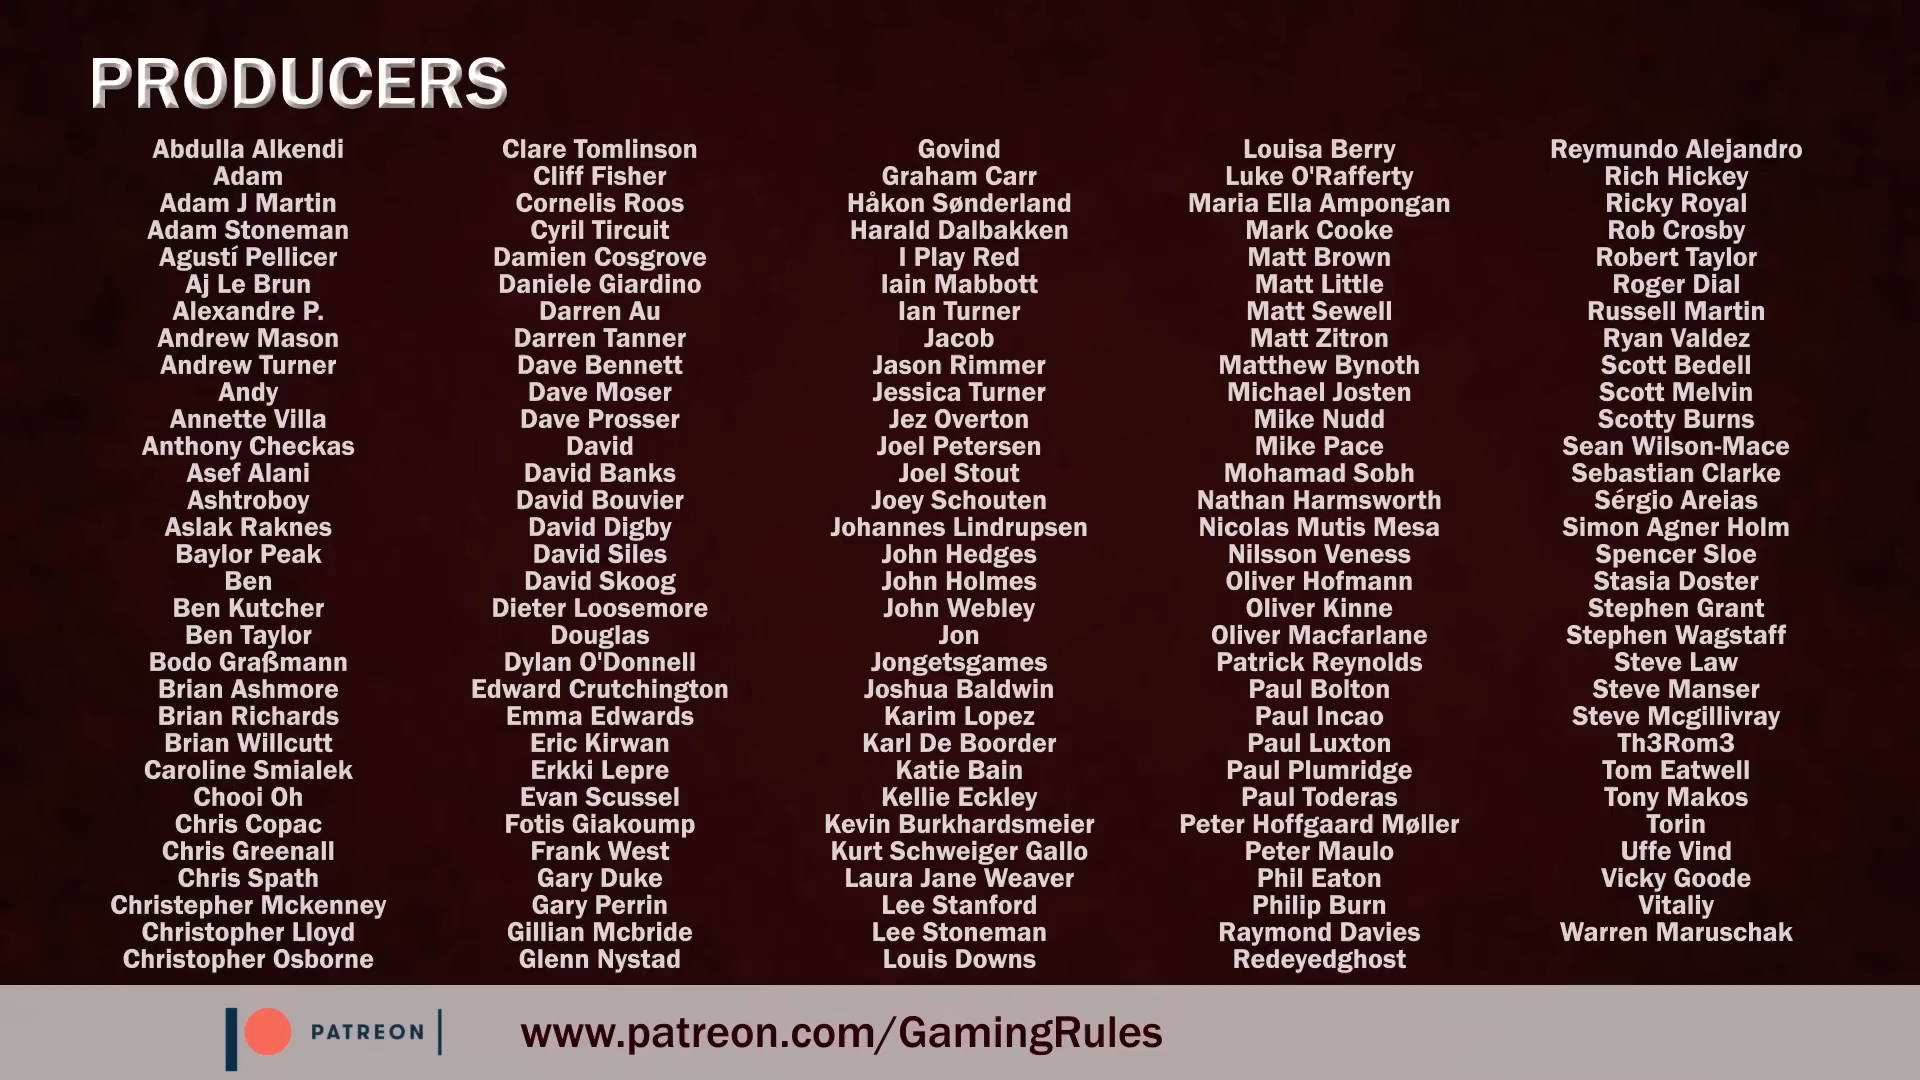 PRODUCERS
Abdulla Alkendi
Adam
Adam J Martin
Adam Stoneman
Agustí Pellicer
Aj Le Brun
Alexandre P.
Andrew Mason
Andrew Turner
Andy
Annette Villa
Anthony Checkas
Asef Alani
Ashtroboy
Aslak Raknes
Baylor Peak
Ben
Ben Kutcher
Ben Taylor
Bodo Graßmann
Brian Ashmore
Brian Richards
Brian Willcutt
Caroline Smialek
Chooi Oh
Chris Copac
Chris Greenall
Chris Spath
Christepher Mckenney
Christopher Lloyd
Christopher Osborne
Clare Tomlinson
Cliff Fisher
Cornelis Roos
Cyril Tircuit
Damien Cosgrove
Daniele Giardino
Darren Au
Darren Tanner
Dave Bennett
Dave Moser
Dave Prosser
David
David Banks
David Bouvier
David Digby
David Siles
David Skoog
Dieter Loosemore
Douglas
Dylan O'Donnell
Edward Crutchington
Emma Edwards
Eric Kirwan
Erkki Lepre
Evan Scussel
Fotis Giakoump
Frank West
Gary Duke
Gary Perrin
Gillian Mcbride
Glenn Nystad
Govind
Graham Carr
Håkon Sønderland
Harald Dalbakken
I Play Red
Iain Mabbott
Ian Turner
Jacob
Jason Rimmer
Jessica Turner
Jez Overton
Joel Petersen
Joel Stout
Joey Schouten
Johannes Lindrupsen
John Hedges
John Holmes
John Webley
Jon
Jongetsgames
Joshua Baldwin
Karim Lopez
Karl De Boorder
Katie Bain
Kellie Eckley
Kevin Burkhardsmeier
Kurt Schweiger Gallo
Laura Jane Weaver
Lee Stanford
Lee Stoneman
Louis Downs
Louisa Berry
Luke O'Rafferty
Maria Ella Ampongan
Mark Cooke
Matt Brown
Matt Little
Matt Sewell
Matt Zitron
Matthew Bynoth
Michael Josten
Mike Nudd
Mike Pace
Mohamad Sobh
Nathan Harmsworth
Nicolas Mutis Mesa
Nilsson Veness
Oliver Hofmann
Oliver Kinne
Oliver Macfarlane
Patrick Reynolds
Paul Bolton
Paul Incao
Paul Luxton
Paul Plumridge
Paul Toderas
Peter Hoffgaard Møller
Peter Maulo
Phil Eaton
Philip Burn
Raymond Davies
Redeyedghost
Reymundo Alejandro
Rich Hickey
Ricky Royal
Rob Crosby
Robert Taylor
Roger Dial
Russell Martin
Ryan Valdez
Scott Bedell
Scott Melvin
Scotty Burns
Sean Wilson-Mace
Sebastian Clarke
Sérgio Areias
Simon Agner Holm
Spencer Sloe
Stasia Doster
Stephen Grant
Stephen Wagstaff
Steve Law
Steve Manser
Steve Mcgillivray
Th3Rom3
Tom Eatwell
Tony Makos
Torin
Uffe Vind
Vicky Goode
Vitaliy
Warren Maruschak
PATREON
www.patreon.com/GamingRules